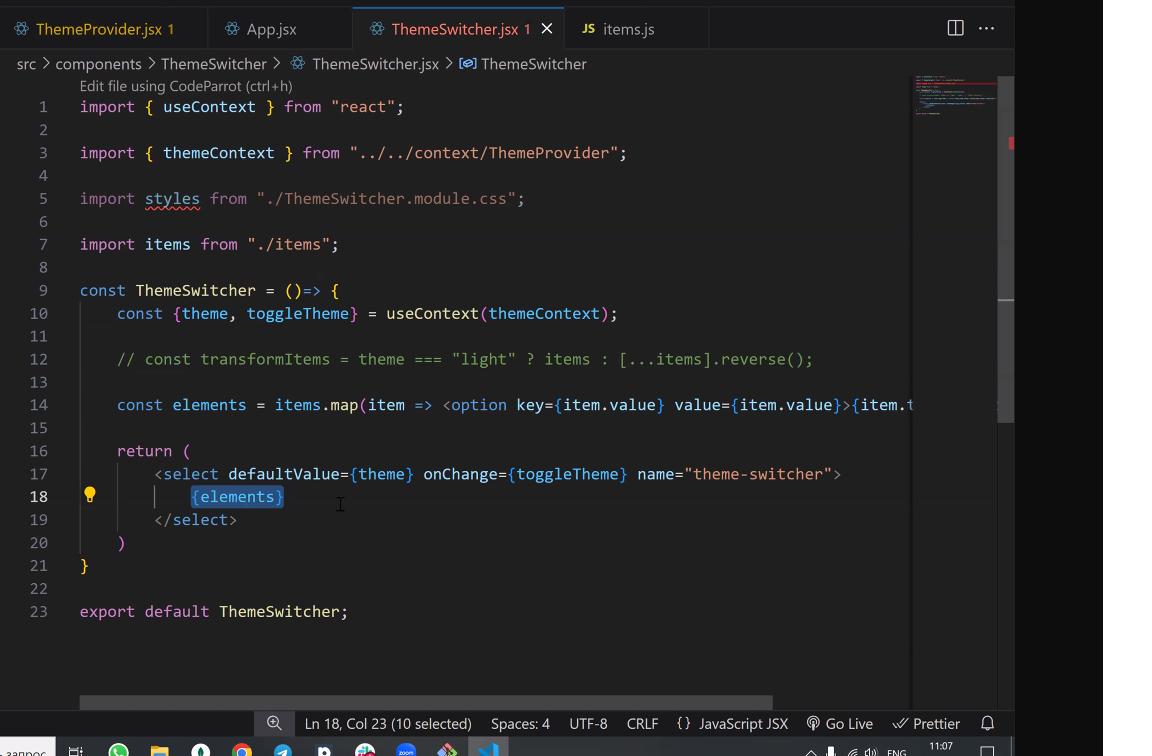 ThemeProvider.jsx 1 App.jsx ThemeSwitcher.jsx 1 JS items.js
src > components > ThemeSwitcher > ThemeSwitcher.jsx > ThemeSwitcher
Edit file using CodeParrot (ctrl+h)
1 import { useContext } from "react";
2
3 import { themeContext } from "../../context/ThemeProvider";
4
5 import styles from "./ThemeSwitcher.module.css";
6
7 import items from "./items";
8
9 const ThemeSwitcher = ()=> {
10 const {theme, toggleTheme} = useContext(themeContext);
11
12 // const transformItems = theme === "light" ? items : [...items].reverse();
13
14 const elements = items.map(item => <option key={item.value} value={item.value}>{item.t
15
16 return (
17 <select defaultValue={theme} onChange={toggleTheme} name="theme-switcher">
18 {elements}
19 </select>
20 )
21 }
22
23 export default ThemeSwitcher;
Ln 18, Col 23 (10 selected) Spaces: 4 UTF-8 CRLF {} JavaScript JSX Go Live Prettier
запрос zoom ENG 11:07